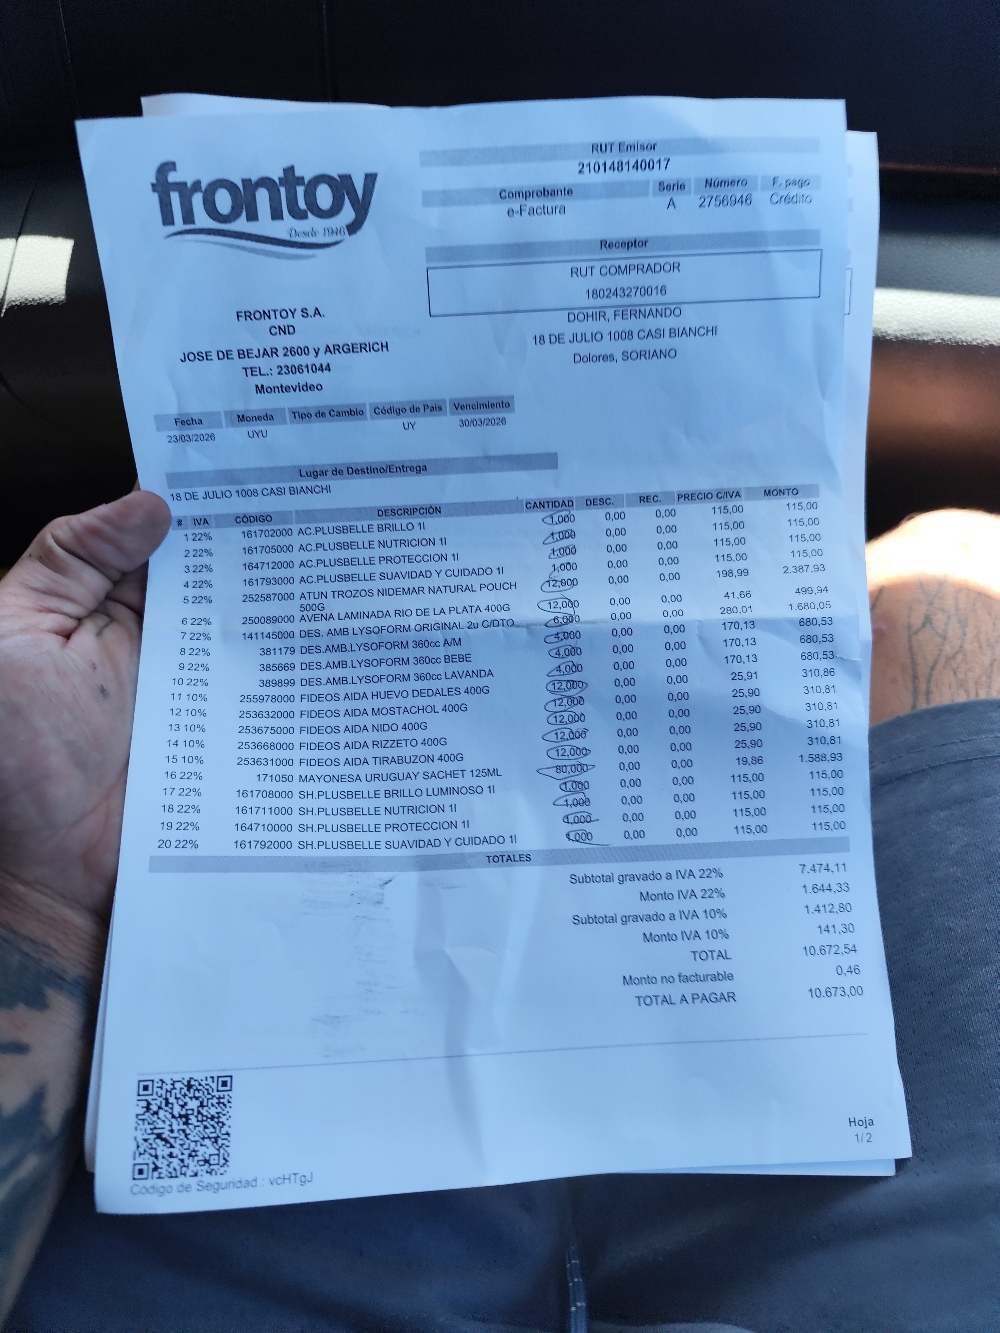 frontoy
Desde 1946
RUT Emisor
210148140017
Comprobante Serie Número F. pago
e-Factura A 2756946 Crédito
Receptor
RUT COMPRADOR
180243270016
DOHIR, FERNANDO
18 DE JULIO 1008 CASI BIANCHI
Dolores, SORIANO
FRONTOY S.A.
CND
JOSE DE BEJAR 2600 y ARGERICH
TEL.: 23061044
Montevideo
Fecha Moneda Tipo de Cambio Código de País Vencimiento
23/03/2026 UYU UY 30/03/2026
Lugar de Destino/Entrega
18 DE JULIO 1008 CASI BIANCHI
# IVA CÓDIGO DESCRIPCIÓN CANTIDAD DESC. REC. PRECIO C/IVA MONTO
1 22% 161702000 AC.PLUSBELLE BRILLO 1l 1,000 0,00 0,00 115,00 115,00
2 22% 161705000 AC.PLUSBELLE NUTRICION 1l 1,000 0,00 0,00 115,00 115,00
3 22% 164712000 AC.PLUSBELLE PROTECCION 1l 1,000 0,00 0,00 115,00 115,00
4 22% 161793000 AC.PLUSBELLE SUAVIDAD Y CUIDADO 1l 1,000 0,00 0,00 115,00 115,00
5 22% 252587000 ATUN TROZOS NIDEMAR NATURAL POUCH 12,000 0,00 0,00 198,99 2.387,93
500G
6 22% 250089000 AVENA LAMINADA RIO DE LA PLATA 400G 12,000 0,00 0,00 41,66 499,94
7 22% 141145000 DES. AMB LYSOFORM ORIGINAL 2u C/DTO 6,000 0,00 0,00 280,01 1.680,05
8 22% 381179 DES.AMB.LYSOFORM 360cc A/M 4,000 0,00 0,00 170,13 680,53
9 22% 385669 DES.AMB.LYSOFORM 360cc BEBE 4,000 0,00 0,00 170,13 680,53
10 22% 389899 DES.AMB.LYSOFORM 360cc LAVANDA 4,000 0,00 0,00 170,13 680,53
11 10% 255978000 FIDEOS AIDA HUEVO DEDALES 400G 12,000 0,00 0,00 25,91 310,86
12 10% 253632000 FIDEOS AIDA MOSTACHOL 400G 12,000 0,00 0,00 25,90 310,81
13 10% 253675000 FIDEOS AIDA NIDO 400G 12,000 0,00 0,00 25,90 310,81
14 10% 253668000 FIDEOS AIDA RIZZETO 400G 12,000 0,00 0,00 25,90 310,81
15 10% 253631000 FIDEOS AIDA TIRABUZON 400G 12,000 0,00 0,00 25,90 310,81
16 22% 171050 MAYONESA URUGUAY SACHET 125ML 80,000 0,00 0,00 19,86 1.588,93
17 22% 161708000 SH.PLUSBELLE BRILLO LUMINOSO 1l 1,000 0,00 0,00 115,00 115,00
18 22% 161711000 SH.PLUSBELLE NUTRICION 1l 1,000 0,00 0,00 115,00 115,00
19 22% 164710000 SH.PLUSBELLE PROTECCION 1l 1,000 0,00 0,00 115,00 115,00
20 22% 161792000 SH.PLUSBELLE SUAVIDAD Y CUIDADO 1l 1,000 0,00 0,00 115,00 115,00
TOTALES
Subtotal gravado a IVA 22% 7.474,11
Monto IVA 22% 1.644,33
Subtotal gravado a IVA 10% 1.412,80
Monto IVA 10% 141,30
TOTAL 10.672,54
Monto no facturable 0,46
TOTAL A PAGAR 10.673,00
Código de Seguridad : vcHTgJ
Hoja
1/ 2